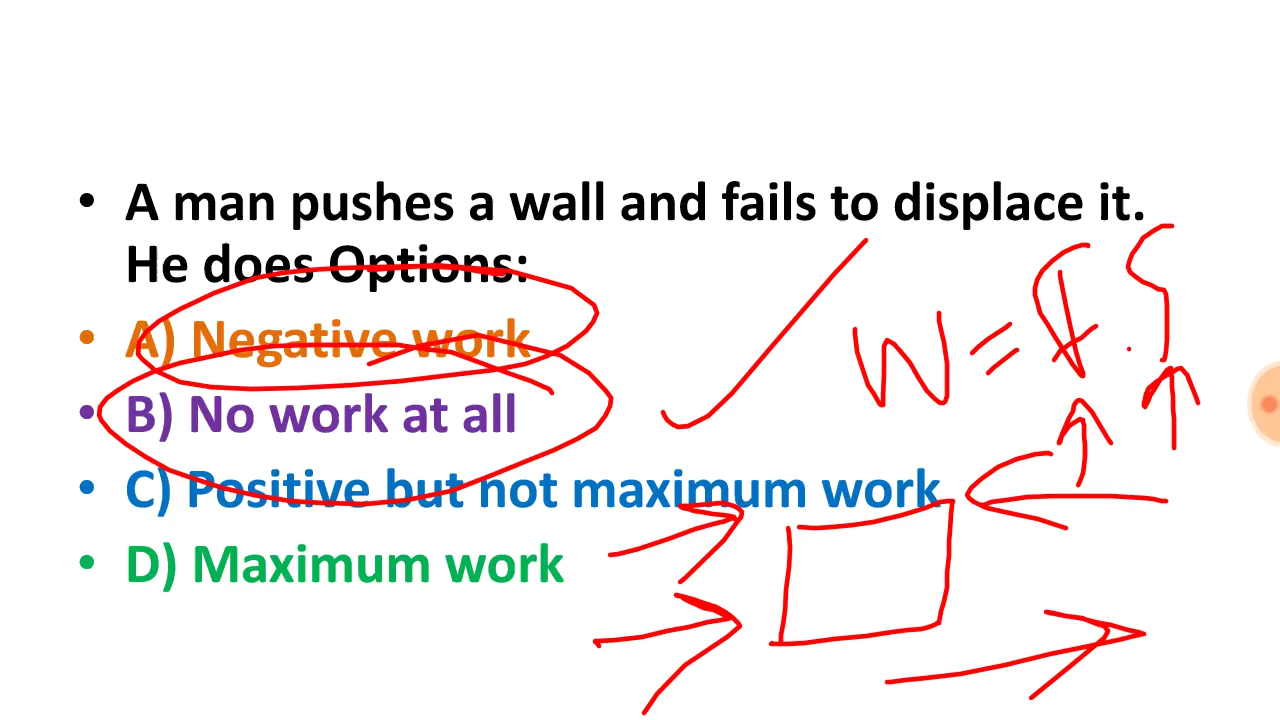 • A man pushes a wall and fails to displace it.
He does Options:
• A) Negative work
• B) No work at all
• C) Positive but not maximum work
• D) Maximum work
W = F.S